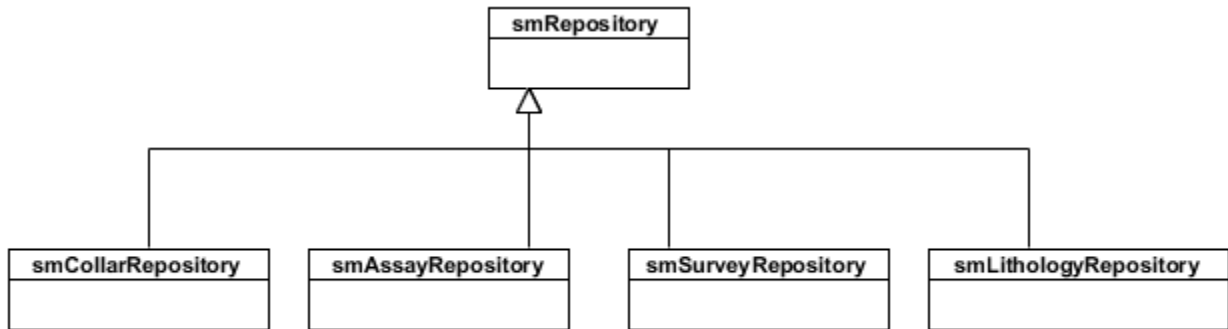 smRepository
smCollarRepository
smAssayRepository
smSurveyRepository
smLithologyRepository